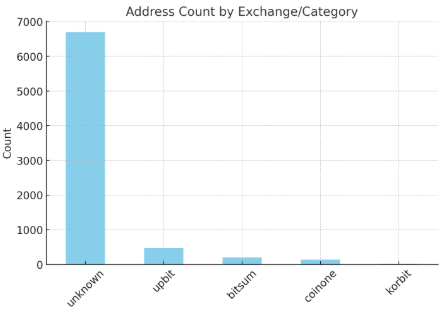 Address Count by Exchange/Category
7000
6000
5000
4000
3000
2000
1000
0
Count
unknown
upbit
bitsum
coinone
korbit